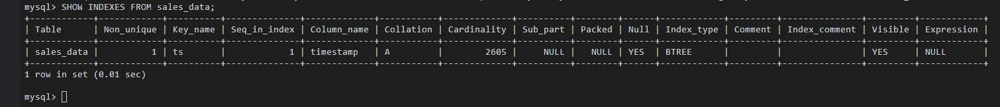 mysql> SHOW INDEXES FROM sales_data;
+------------+------------+----------+--------------+-------------+-----------+-------------+----------+--------+------+------------+---------+---------------+---------+------------+
| Table      | Non_unique | Key_name | Seq_in_index | Column_name | Collation | Cardinality | Sub_part | Packed | Null | Index_type | Comment | Index_comment | Visible | Expression |
+------------+------------+----------+--------------+-------------+-----------+-------------+----------+--------+------+------------+---------+---------------+---------+------------+
| sales_data |          1 | ts       |            1 | timestamp   | A         |        2605 |     NULL |   NULL | YES  | BTREE      |         |               | YES     | NULL       |
+------------+------------+----------+--------------+-------------+-----------+-------------+----------+--------+------+------------+---------+---------------+---------+------------+
1 row in set (0.01 sec)
mysql>